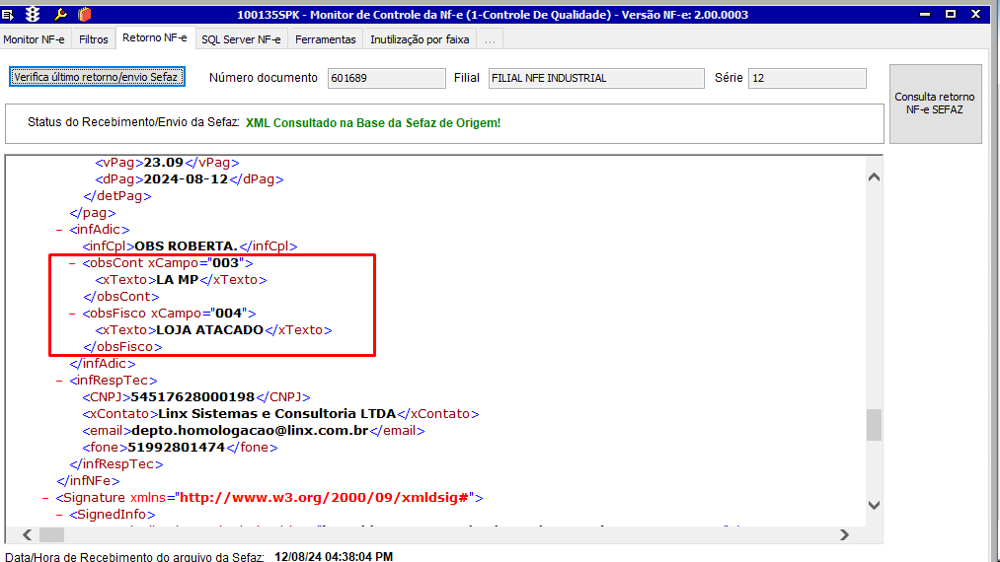 100135SPK - Monitor de Controle da Nf-e (1-Controle De Qualidade) - Versão NF-e: 2.00.0003
Monitor NF-e Filtros Retorno NF-e SQL Server NF-e Ferramentas Inutilização por faixa ...
Verifica último retorno/envio Sefaz Número documento 601689 Filial FILIAL NFE INDUSTRIAL Série 12
Consulta retorno
NF-e SEFAZ
Status do Recebimento/Envio da Sefaz: XML Consultado na Base da Sefaz de Origem!
<vPag>23.09</vPag>
<dPag>2024-08-12</dPag>
</detPag>
</pag>
- <infAdic>
<infCpl>OBS ROBERTA.</infCpl>
- <obsCont xCampo="003">
<xTexto>LA MP</xTexto>
</obsCont>
- <obsFisco xCampo="004">
<xTexto>LOJA ATACADO</xTexto>
</obsFisco>
</infAdic>
- <infRespTec>
<CNPJ>54517628000198</CNPJ>
<xContato>Linx Sistemas e Consultoria LTDA</xContato>
<email>depto.homologacao@linx.com.br</email>
<fone>51992801474</fone>
</infRespTec>
</infNFe>
- <Signature xmlns="http://www.w3.org/2000/09/xmldsig#">
- <SignedInfo>
Data/Hora de Recebimento do arquivo da Sefaz: 12/08/24 04:38:04 PM